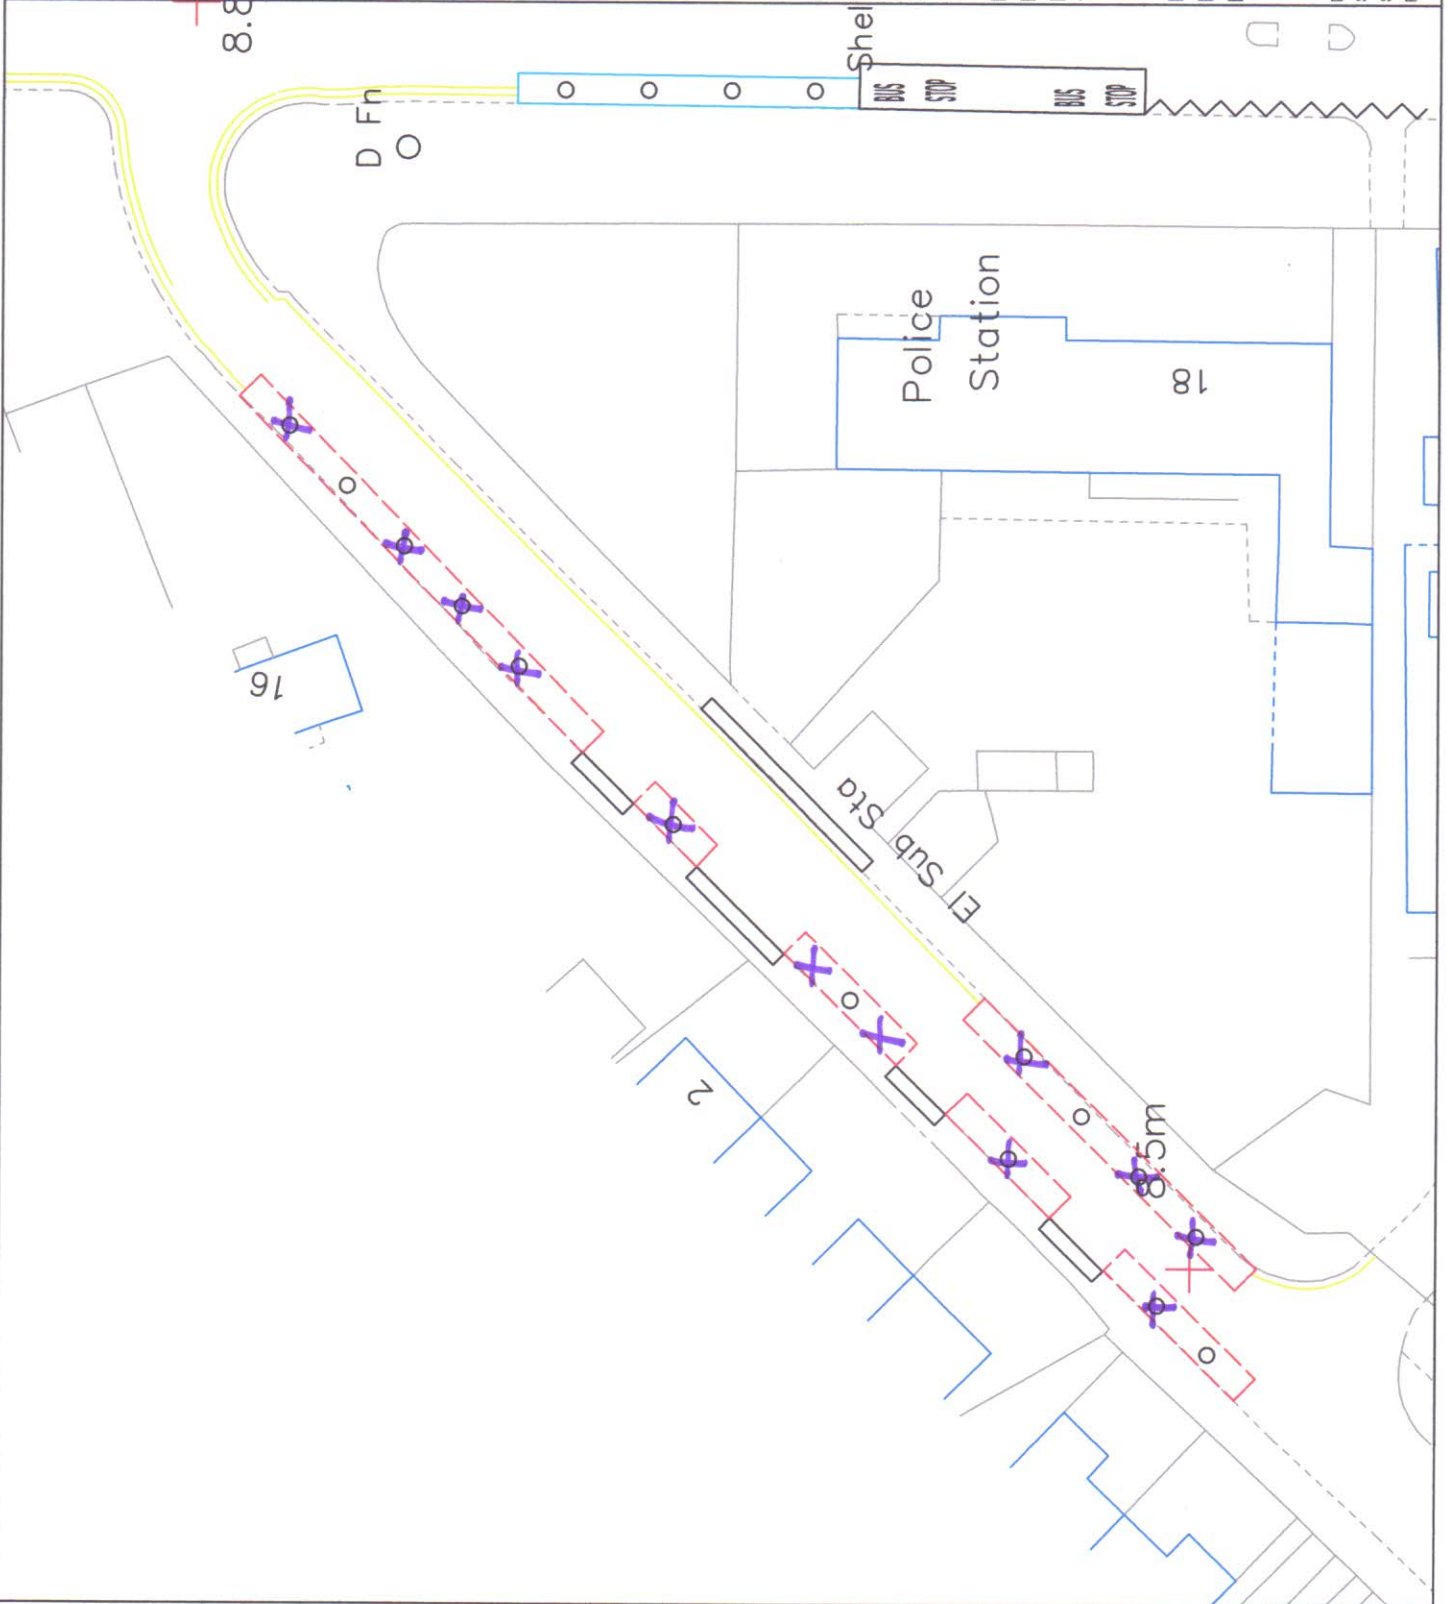 8.8
Shel
D Fn
BUS
STOP
BUS
STOP
Police
Station
18
16
El Sub Sta
2
8.5m